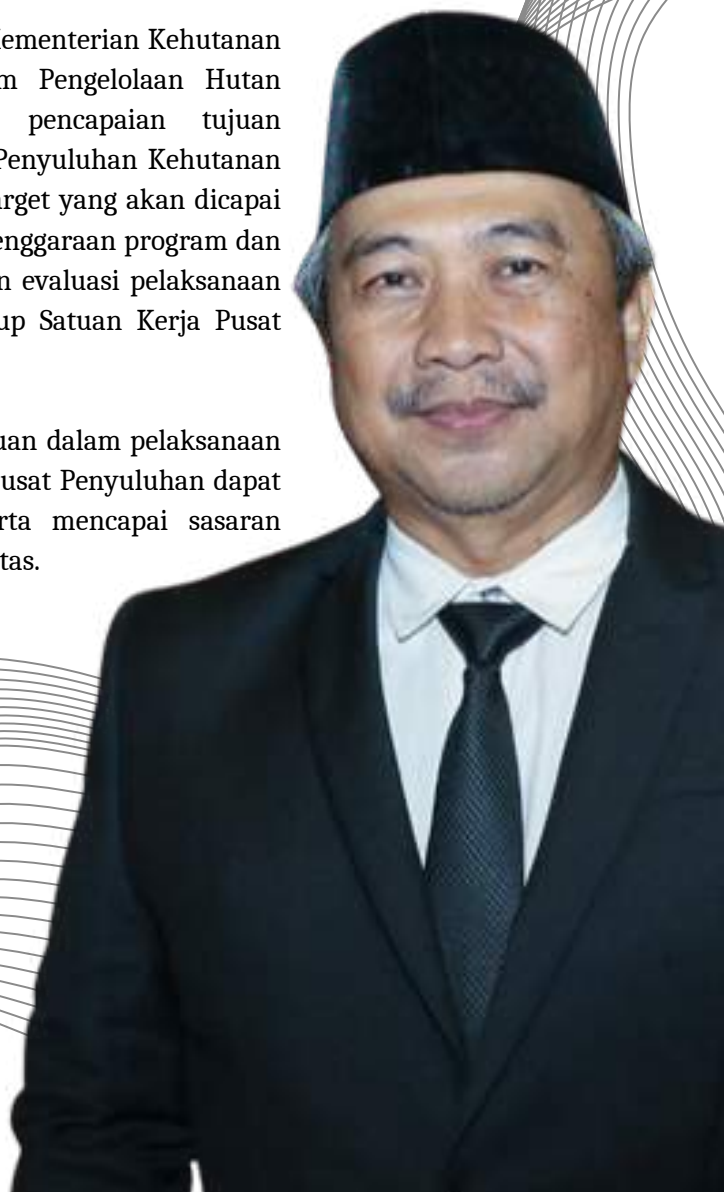 Kementerian Kehutanan
m Pengelolaan Hutan
pencapaian tujuan
Penyuluhan Kehutanan
arget yang akan dicapai
enggaraan program dan
n evaluasi pelaksanaan
up Satuan Kerja Pusat
uan dalam pelaksanaan
usat Penyuluhan dapat
rta mencapai sasaran
tas.